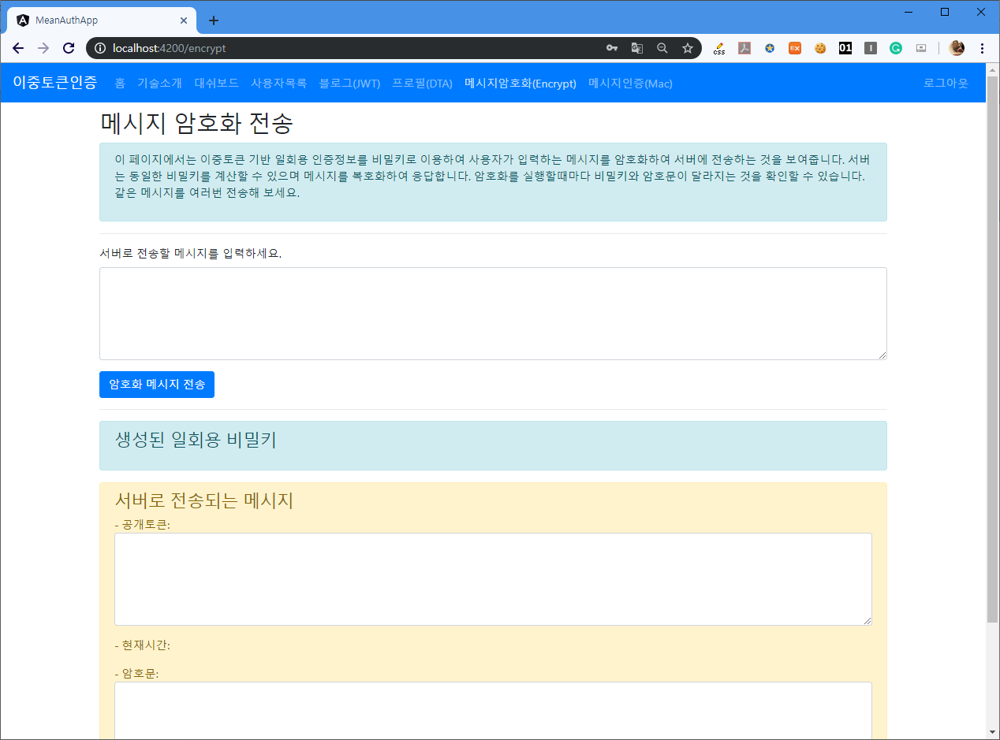 MeanAuthApp
localhost:4200/encrypt
css
EX
01
I
G
이중토큰인증 홈 기술소개 대쉬보드 사용자목록 블로그(JWT) 프로필(DTA) 메시지암호화(Encrypt) 메시지인증(Mac) 로그아웃
메시지 암호화 전송
이 페이지에서는 이중토큰 기반 일회용 인증정보를 비밀키로 이용하여 사용자가 입력하는 메시지를 암호화하여 서버에 전송하는 것을 보여줍니다. 서버
는 동일한 비밀키를 계산할 수 있으며 메시지를 복호화하여 응답합니다. 암호화를 실행할때마다 비밀키와 암호문이 달라지는 것을 확인할 수 있습니다.
같은 메시지를 여러번 전송해 보세요.
서버로 전송할 메시지를 입력하세요.
암호화 메시지 전송
생성된 일회용 비밀키
서버로 전송되는 메시지
- 공개토큰:
- 현재시간:
- 암호문: